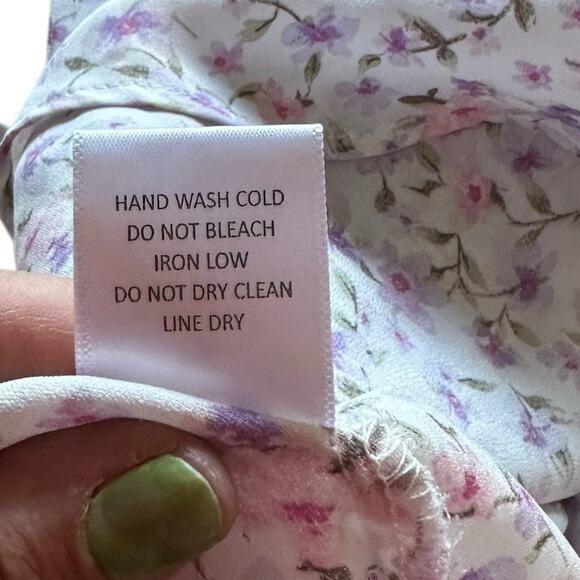 HAND WASH COLD
DO NOT BLEACH
IRON LOW
DO NOT DRY CLEAN
LINE DRY